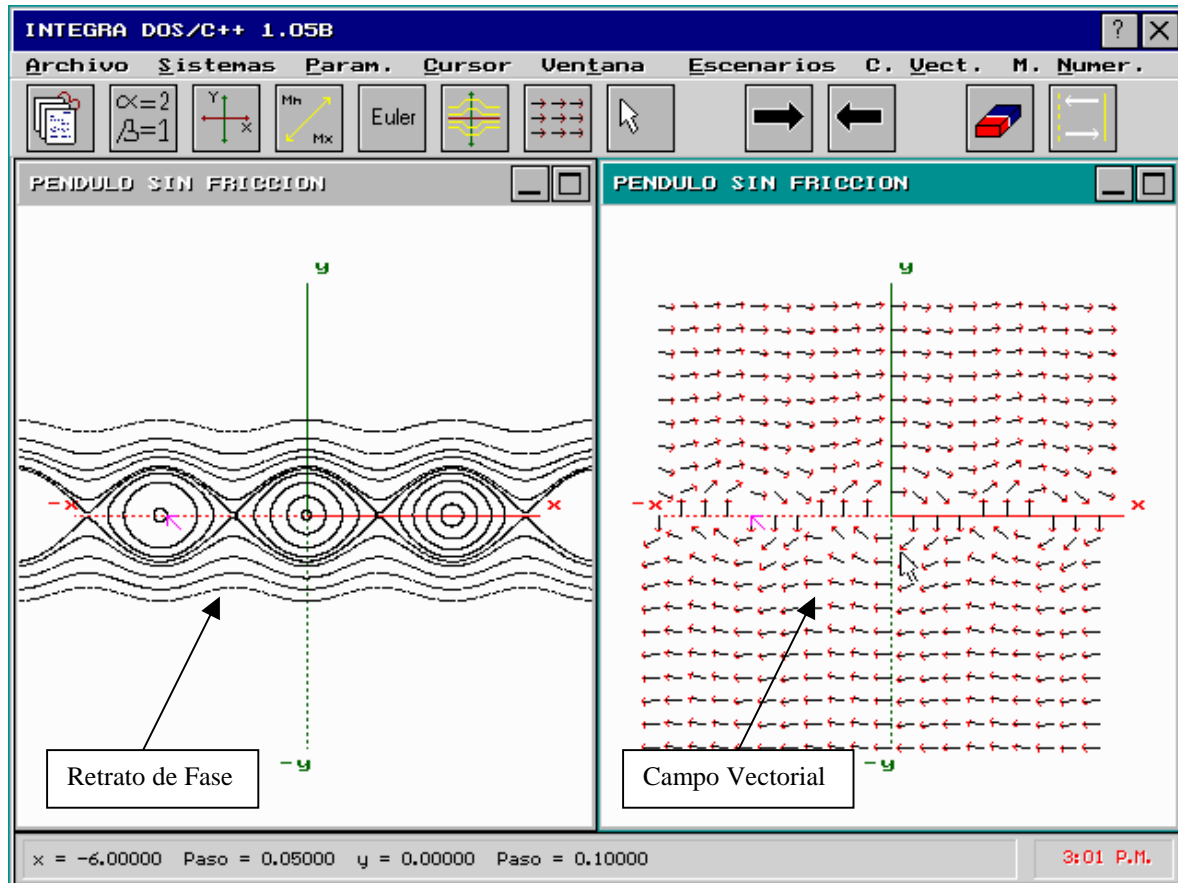 INTEGRA DOS/C++ 1.05B
?
Archivo Sistemas Param. Cursor Ventana Escenarios C. Vect. M. Numer.
α=2
β=1
Y
X
Mn
Mx
Euler
PENDULO SIN FRICCION
PENDULO SIN FRICCION
y
-x
x
-y
y
-x
x
-y
Retrato de Fase
Campo Vectorial
x = -6.00000 Paso = 0.05000 y = 0.00000 Paso = 0.10000
3:01 P.M.